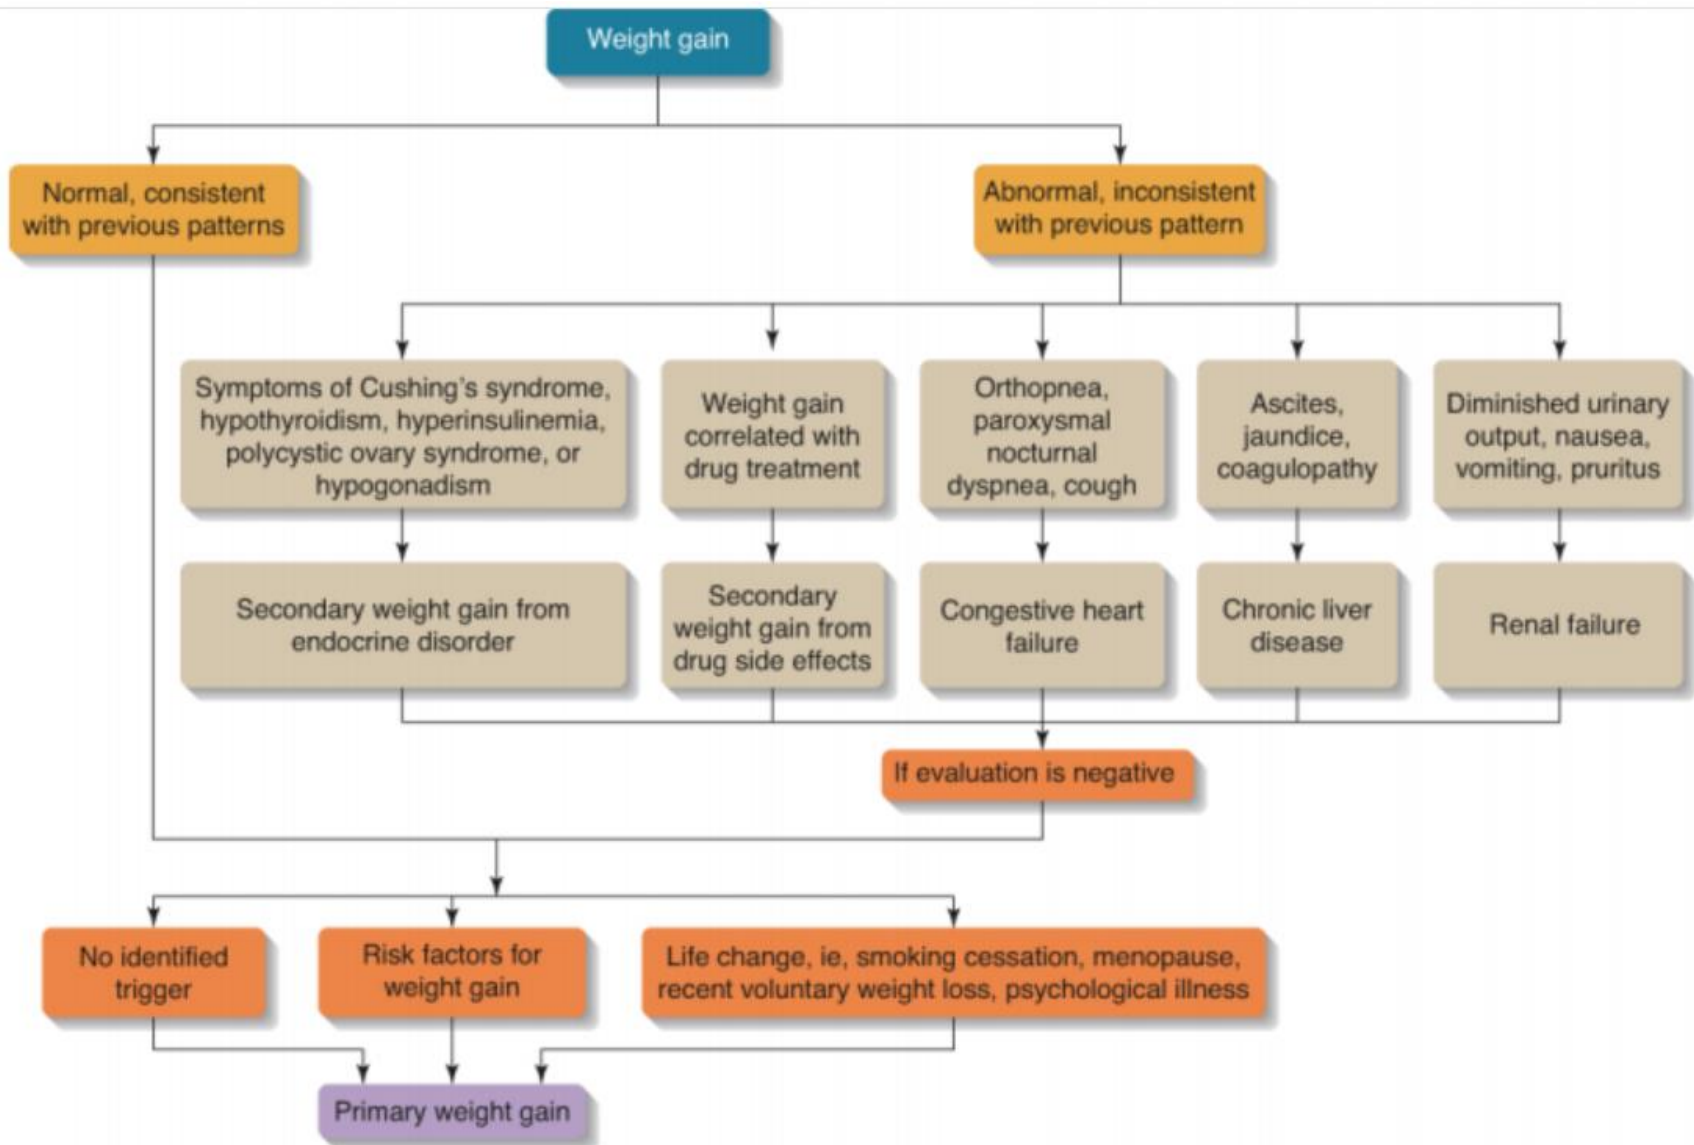 Weight gain
Normal, consistent
with previous patterns
Abnormal, inconsistent
with previous pattern
Symptoms of Cushing's syndrome,
hypothyroidism, hyperinsulinemia,
polycystic ovary syndrome, or
hypogonadism
Weight gain
correlated with
drug treatment
Orthopnea,
paroxysmal
nocturnal
dyspnea, cough
Ascites,
jaundice,
coagulopathy
Diminished urinary
output, nausea,
vomiting, pruritus
Secondary weight gain from
endocrine disorder
Secondary
weight gain from
drug side effects
Congestive heart
failure
Chronic liver
disease
Renal failure
If evaluation is negative
No identified
trigger
Risk factors for
weight gain
Life change, ie, smoking cessation, menopause,
recent voluntary weight loss, psychological illness
Primary weight gain